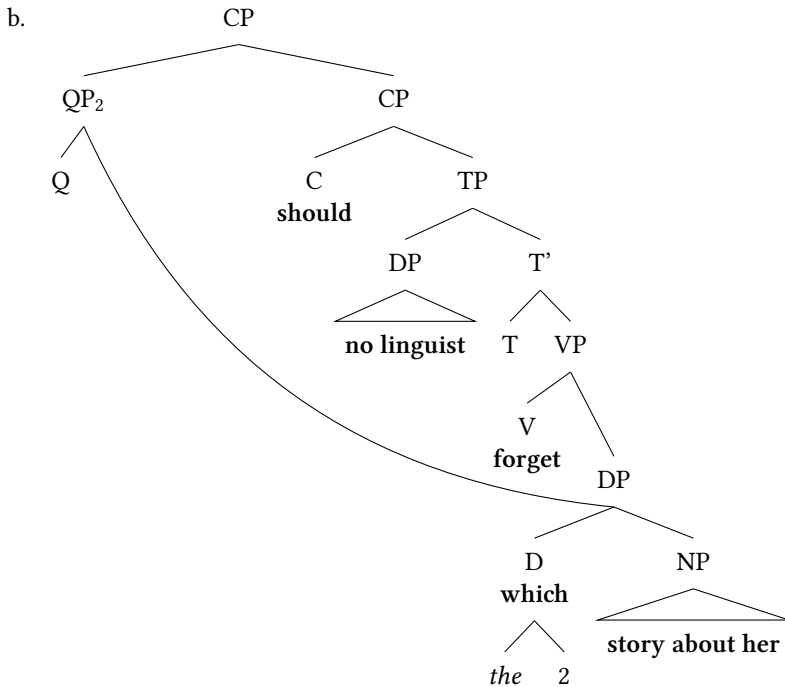 b. CP
QP₂ CP
Q C TP
should
DP T’
no linguist T VP
V
forget DP
D NP
which story about her
the 2